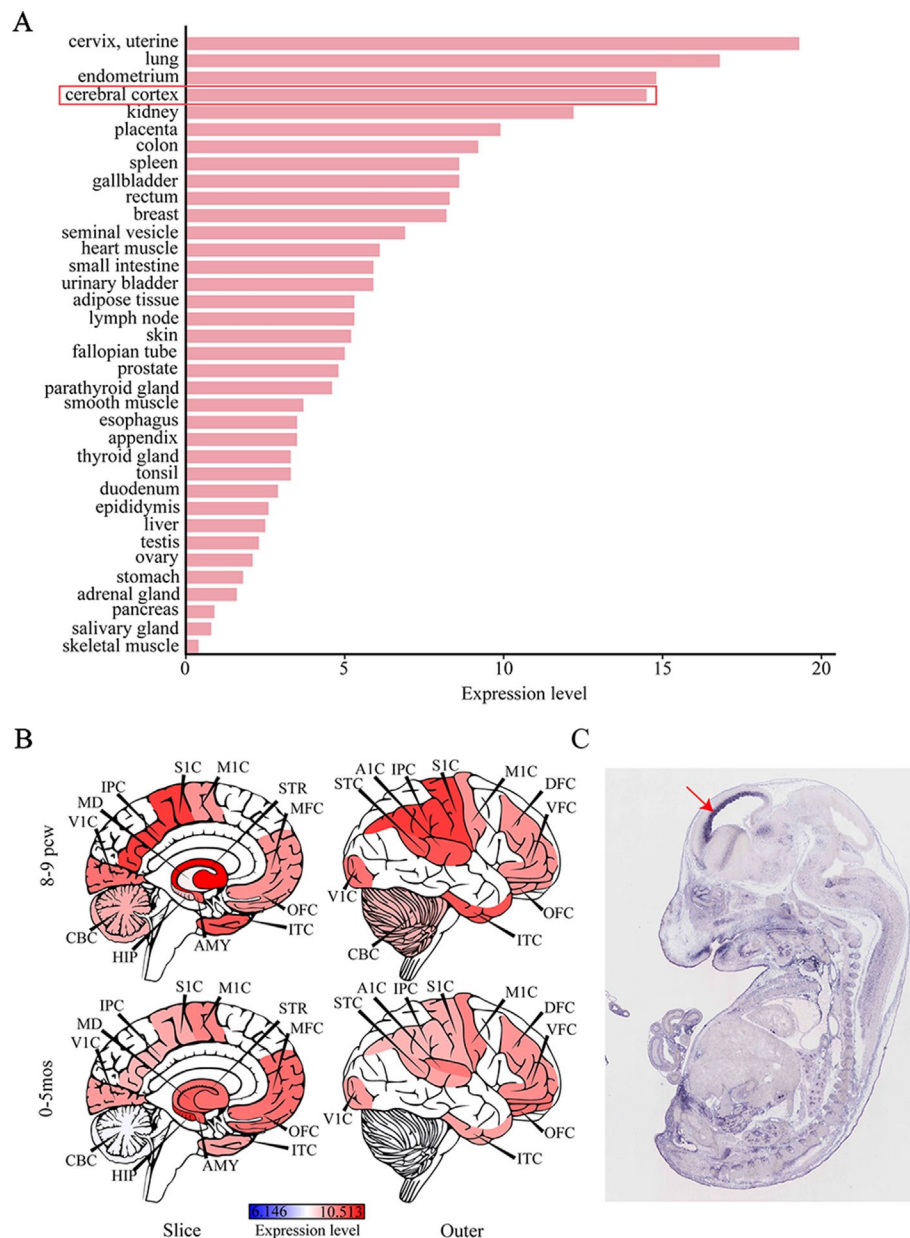 A
cervix, uterine
lung
endometrium
cerebral cortex
kidney
placenta
colon
spleen
gallbladder
rectum
breast
seminal vesicle
heart muscle
small intestine
urinary bladder
adipose tissue
lymph node
skin
fallopian tube
prostate
parathyroid gland
smooth muscle
esophagus
appendix
thyroid gland
tonsil
duodenum
epididymis
liver
testis
ovary
stomach
adrenal gland
pancreas
salivary gland
skeletal muscle
0 5 10 15 20
Expression level
B
8-9 pcw
S1C M1C
IPC
MD
V1C
STR
MFC
CBC
HIP
AMY
OFC
ITC
S1C
A1C IPC
STC
M1C
DFC
VFC
V1C
CBC
OFC
ITC
0-5mos
S1C M1C
IPC
MD
V1C
STR
MFC
CBC
HIP
AMY
OFC
ITC
A1C IPC S1C
STC
M1C
DFC
VFC
V1C
CBC
OFC
ITC
6.146 10.513
Expression level
Slice
Outer
C